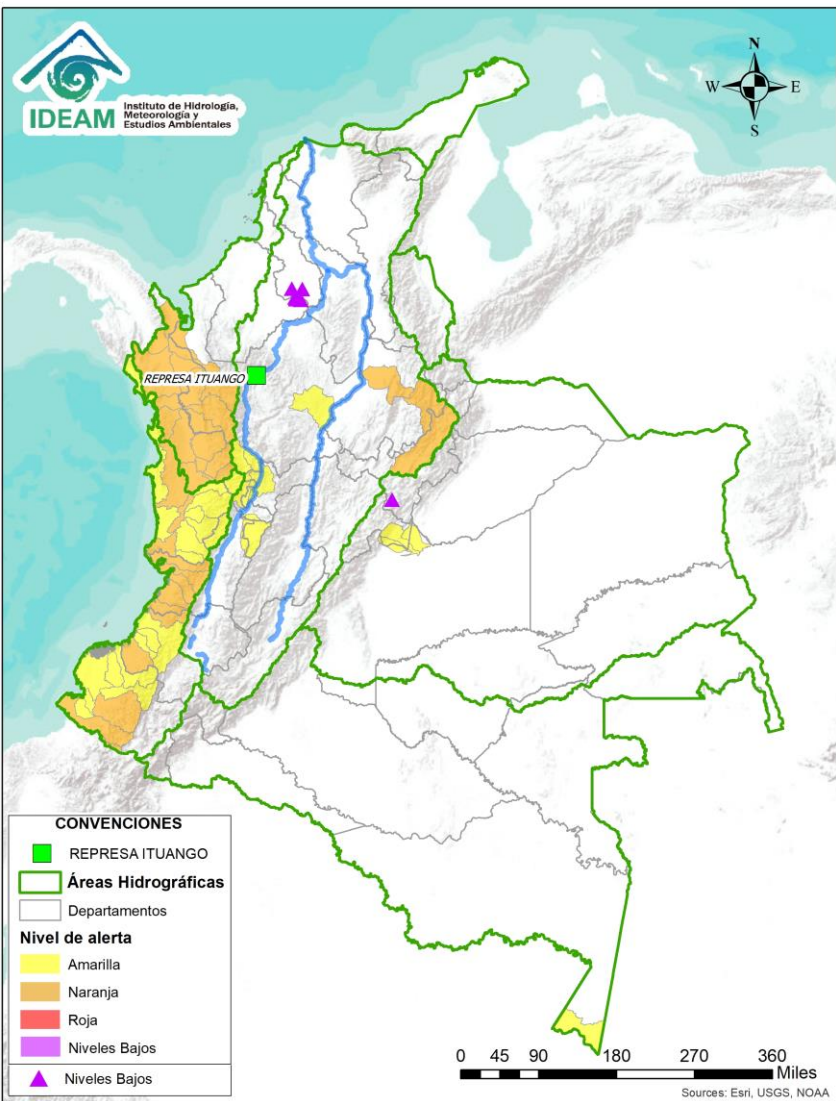 IDEAM
Instituto de Hidrología,
Meteorología y
Estudios Ambientales
N
W
E
S
REPRESA ITUANGO
CONVENCIONES
REPRESA ITUANGO
Áreas Hidrográficas
Departamentos
Nivel de alerta
Amarilla
Naranja
Roja
Niveles Bajos
Niveles Bajos
0 45 90 180 270 360
Miles
Sources: Esri, USGS, NOAA